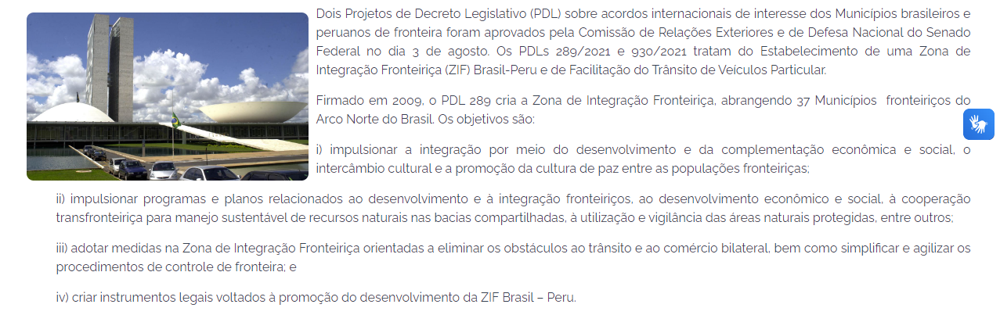 Dois Projetos de Decreto Legislativo (PDL) sobre acordos internacionais de interesse dos Municípios brasileiros e
peruanos de fronteira foram aprovados pela Comissão de Relações Exteriores e de Defesa Nacional do Senado
Federal no dia 3 de agosto. Os PDLs 289/2021 e 930/2021 tratam do Estabelecimento de uma Zona de
Integração Fronteiriça (ZIF) Brasil-Peru e de Facilitação do Trânsito de Veículos Particular.
Firmado em 2009, o PDL 289 cria a Zona de Integração Fronteiriça, abrangendo 37 Municípios fronteiriços do
Arco Norte do Brasil. Os objetivos são:
i) impulsionar a integração por meio do desenvolvimento e da complementação econômica e social, o
intercâmbio cultural e a promoção da cultura de paz entre as populações fronteiriças;
ii) impulsionar programas e planos relacionados ao desenvolvimento e à integração fronteiriços, ao desenvolvimento econômico e social, à cooperação
transfronteiriça para manejo sustentável de recursos naturais nas bacias compartilhadas, à utilização e vigilância das áreas naturais protegidas, entre outros;
iii) adotar medidas na Zona de Integração Fronteiriça orientadas a eliminar os obstáculos ao trânsito e ao comércio bilateral, bem como simplificar e agilizar os
procedimentos de controle de fronteira; e
iv) criar instrumentos legais voltados à promoção do desenvolvimento da ZIF Brasil – Peru.